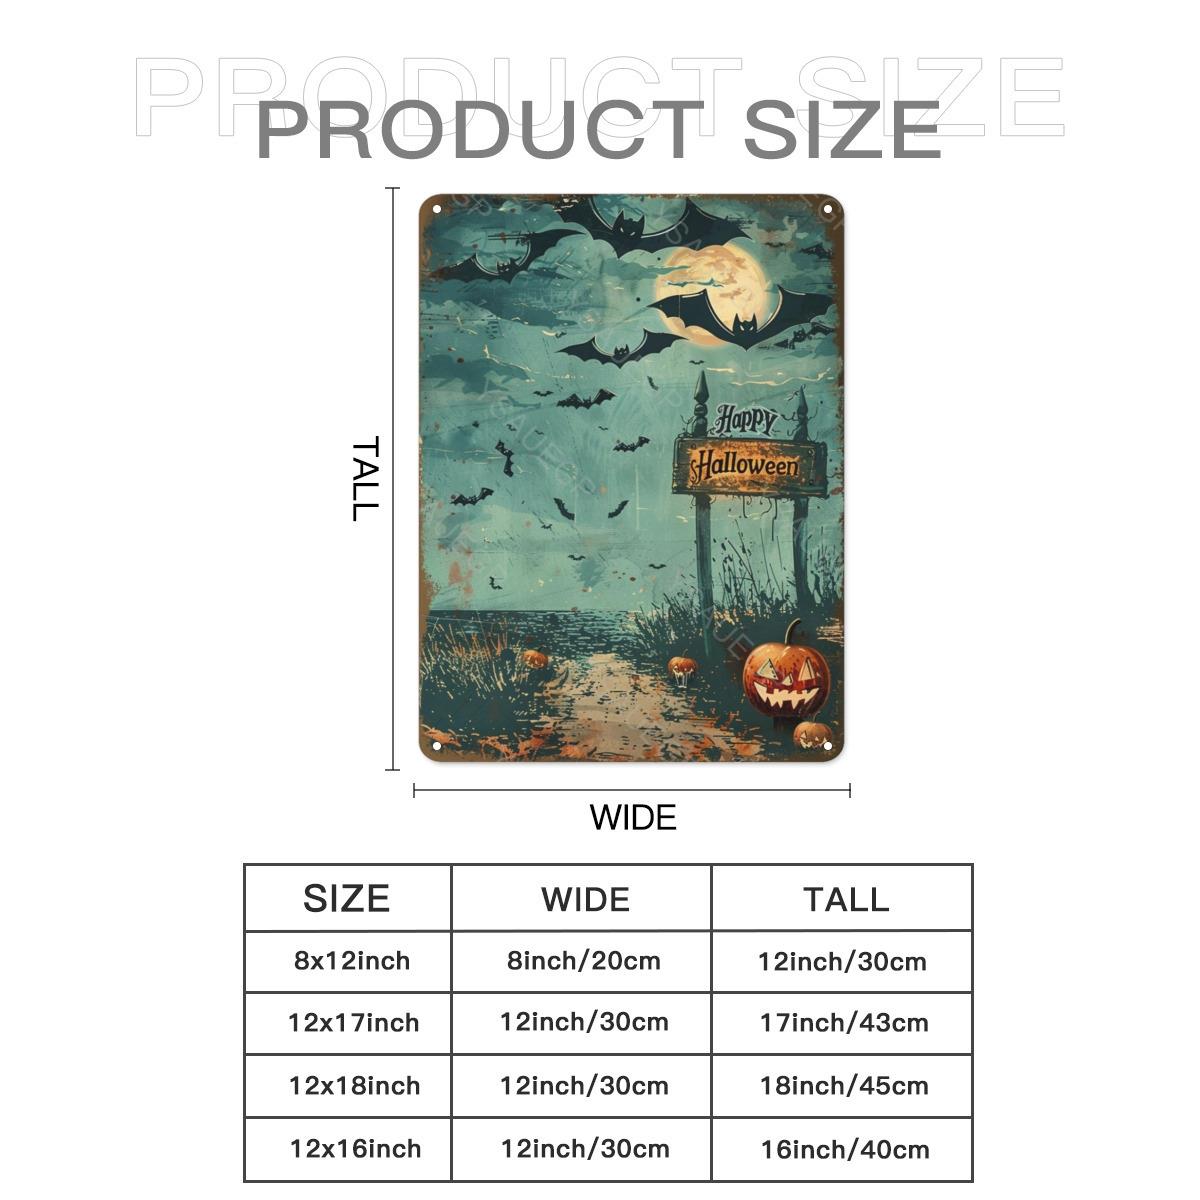 PRODUCT SIZE
PRODUCT SIZE
Happy
Halloween
TALL
WIDE
SIZE WIDE TALL
8x12inch 8inch/20cm 12inch/30cm
12x17inch 12inch/30cm 17inch/43cm
12x18inch 12inch/30cm 18inch/45cm
12x16inch 12inch/30cm 16inch/40cm